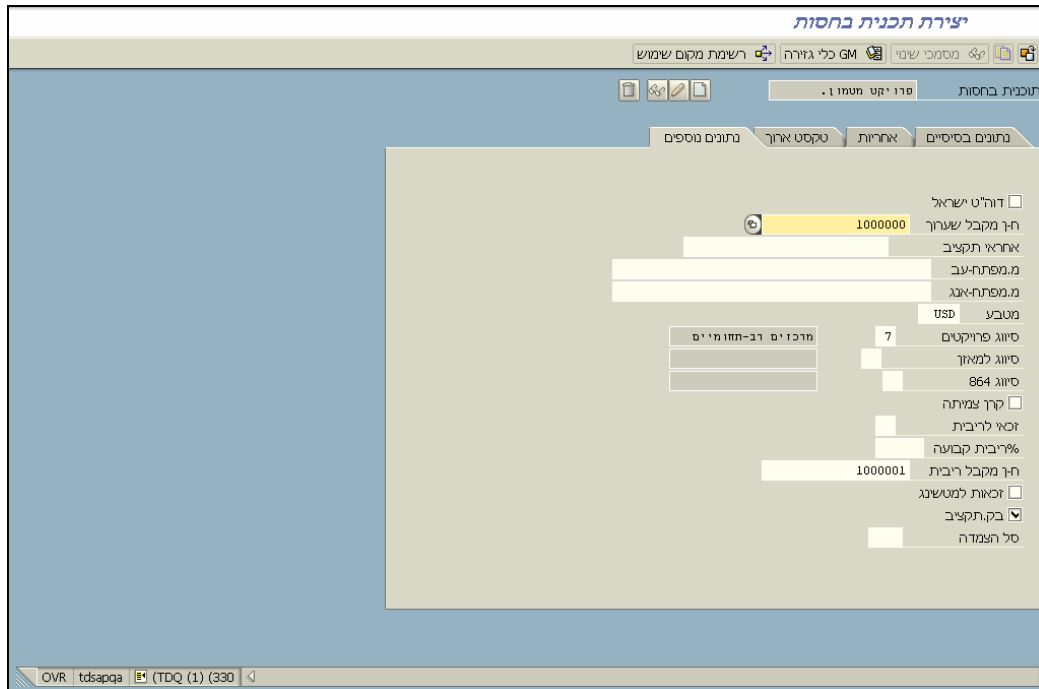 יצירת תכנית בחסות
מסמכי שינוי GM כלי גזירה רשימת מקום שימוש
תוכנית בחסות פרויקט מטמון.
נתונים בסיסיים אחריות טקסט ארוך נתונים נוספים
דוה"ט ישראל
ח-ן מקבל שערוך 1000000
אחראי תקציב
מ.מפתח-עב
מ.מפתח-אנג
מטבע USD
סיווג פרויקטים 7 מרכזים רב-תחומיים
סיווג למאזן
סיווג 864
קרן צמיתה
זכאי לריבית
%ריבית קבועה
ח-ן מקבל ריבית 1000001
זכאות למטשינג
בק.תקציב
סל הצמדה
OVR tdsapqa (TDQ (1) (330